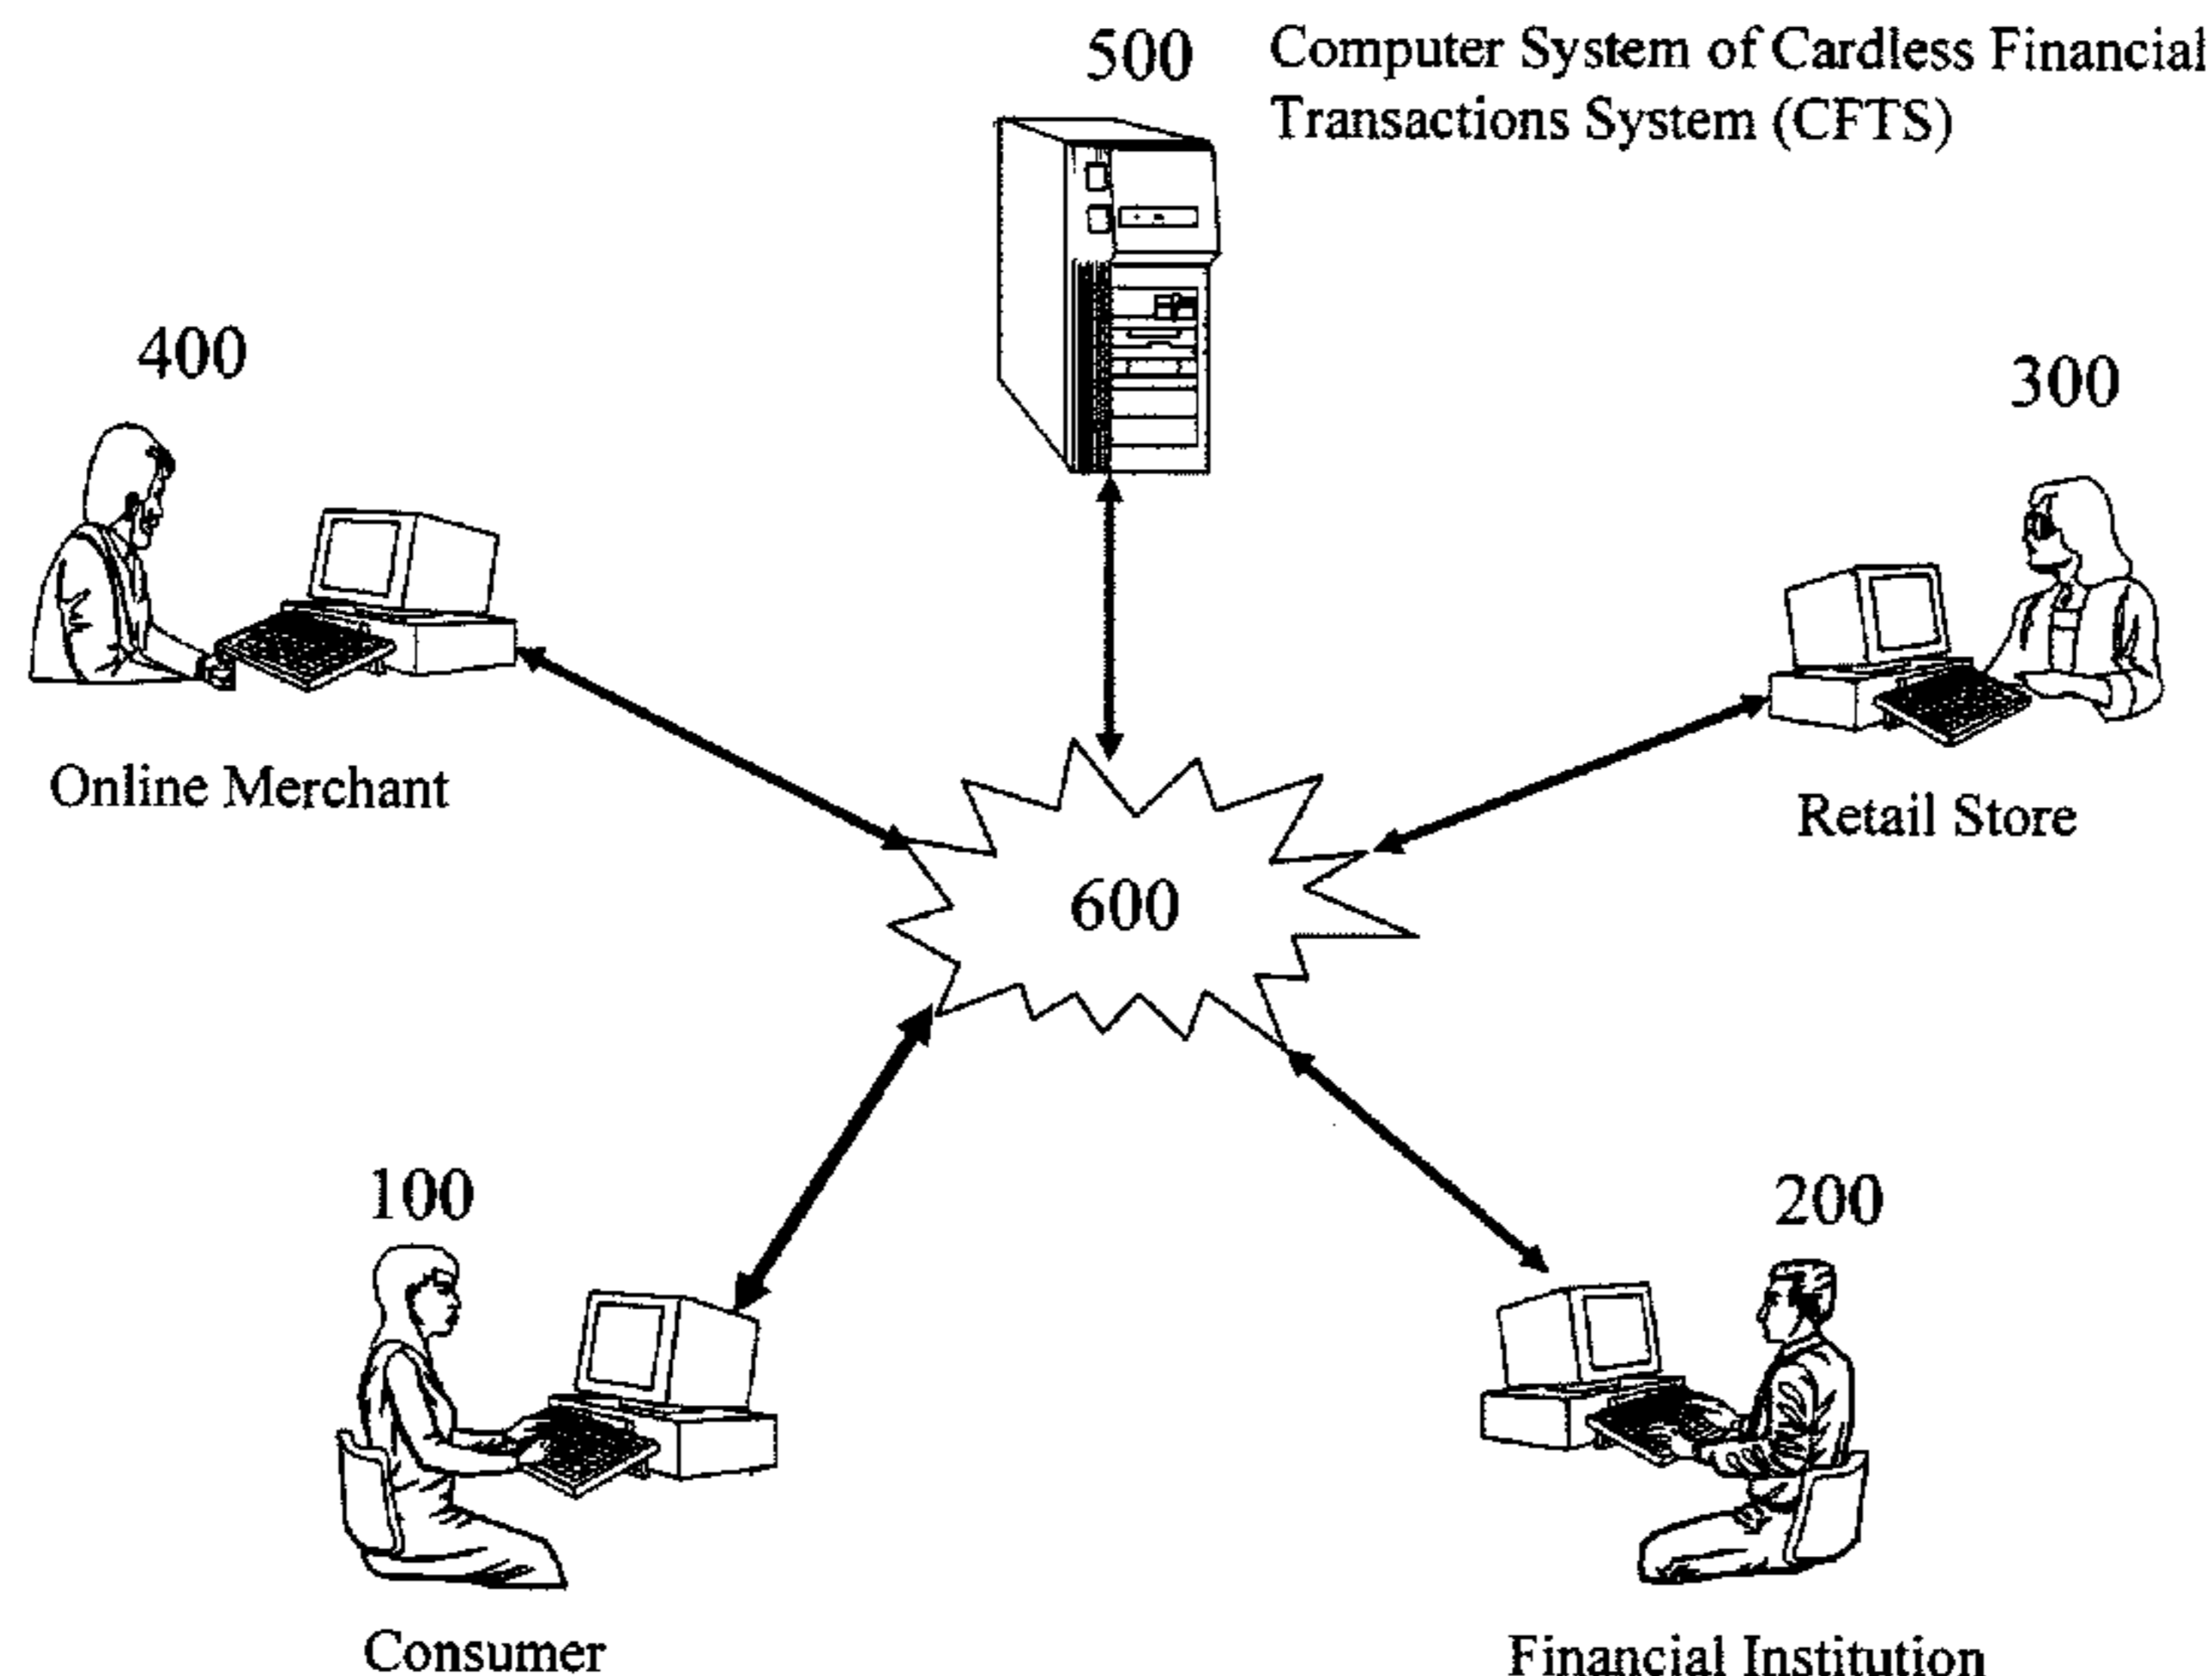 500
Computer System of Cardless Financial
Transactions System (CFTS)
400
300
Online Merchant
Retail Store
600
100
200
Consumer
Financial Institution